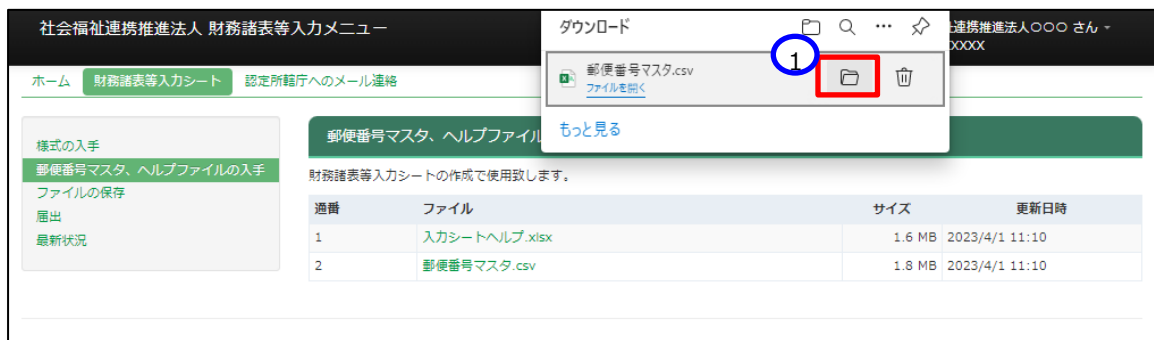 社会福祉連携推進法人 財務諸表等入力メニュー
連携推進法人〇〇〇 さん
XXXX
ダウンロード
1
郵便番号マスタ.csv
ファイルを開く
もっと見る
ホーム 財務諸表等入力シート 認定所轄庁へのメール連絡
様式の入手
郵便番号マスタ、ヘルプファイルの入手
ファイルの保存
届出
最新状況
郵便番号マスタ、ヘルプファイル
財務諸表等入力シートの作成で使用致します。
通番 ファイル サイズ 更新日時
1 入力シートヘルプ.xlsx 1.6 MB 2023/4/1 11:10
2 郵便番号マスタ.csv 1.8 MB 2023/4/1 11:10